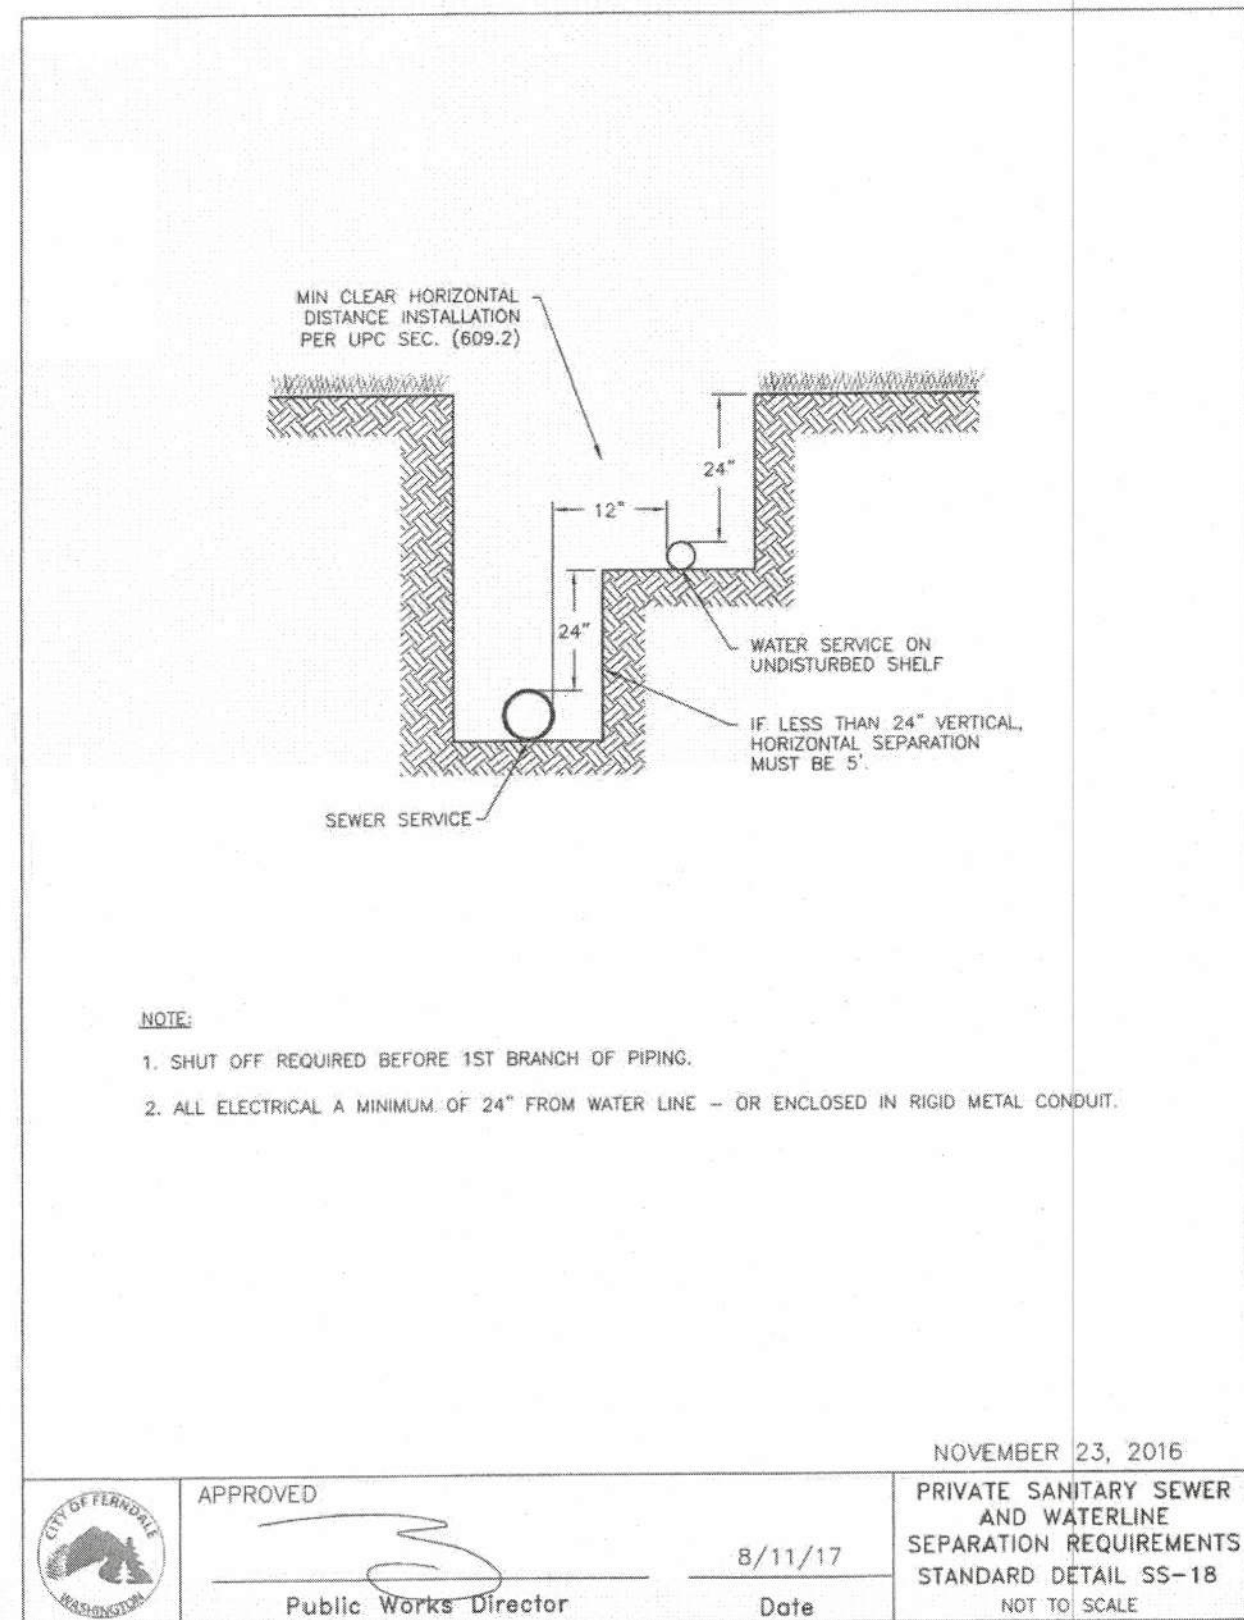 MIN CLEAR HORIZONTAL
DISTANCE INSTALLATION
PER UPC SEC. (609.2)
24"
12"
24"
WATER SERVICE ON
UNDISTURBED SHELF
IF LESS THAN 24" VERTICAL,
HORIZONTAL SEPARATION
MUST BE 5'.
SEWER SERVICE
NOTE:
1. SHUT OFF REQUIRED BEFORE 1ST BRANCH OF PIPING.
2. ALL ELECTRICAL A MINIMUM OF 24" FROM WATER LINE – OR ENCLOSED IN RIGID METAL CONDUIT.
NOVEMBER 23, 2016
CITY OF FERNDALE
WASHINGTON
APPROVED
Public Works Director
8/11/17
Date
PRIVATE SANITARY SEWER
AND WATERLINE
SEPARATION REQUIREMENTS
STANDARD DETAIL SS-18
NOT TO SCALE